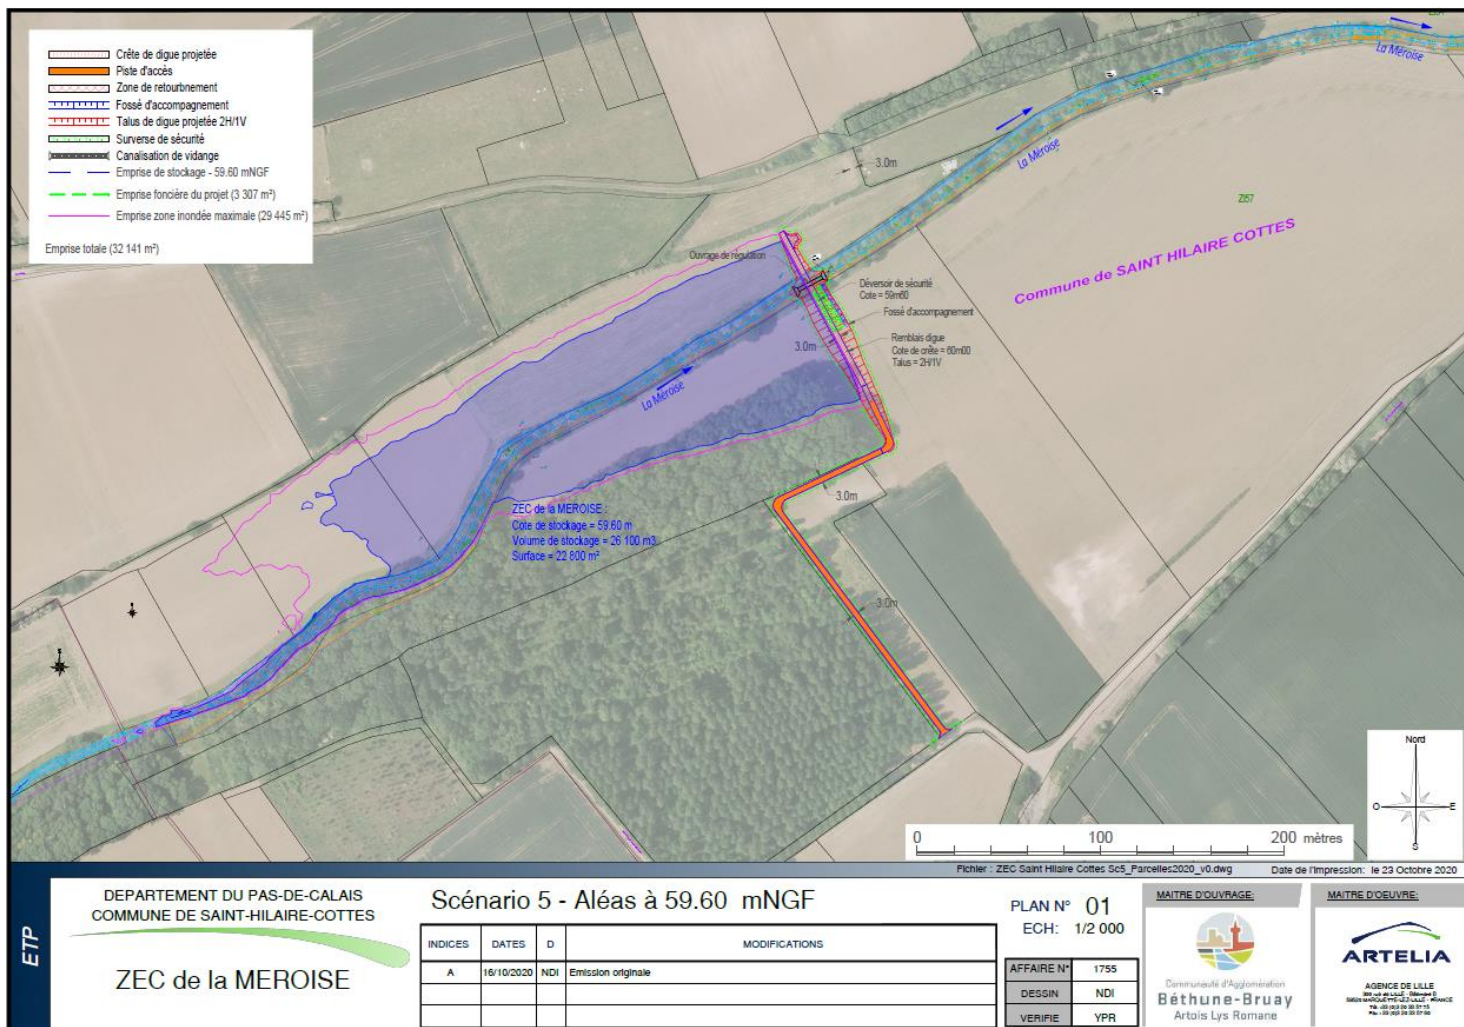 Crête de digue projetée
Piste d'accès
Zone de retourbnement
Fossé d'accompagnement
Talus de digue projetée 2H/1V
Surverse de sécurité
Canalisation de vidange
Emprise de stockage - 59.60 mNGF
Emprise foncière du projet (3 307 m²)
Emprise zone inondée maximale (29 445 m²)
Emprise totale (32 141 m²)
La Méroise
3.0m
La Méroise
ZI57
Commune de SAINT HILAIRE COTTES
Ouvrage de régulation
Déversoir de sécurité
Cote = 59m60
Fossé d'accompagnement
Remblais digue
Cote de crête = 60m00
Talus = 2H/1V
3.0m
La Méroise
3.0m
ZEC de la MEROISE :
Cote de stockage = 59.60 m
Volume de stockage = 26 100 m3
Surface = 22 800 m²
3.0m
Nord
O
E
S
0 100 200 mètres
Fichier : ZEC Saint Hilaire Cottes Sc5_Parcelles2020_v0.dwg
Date de l'impression: le 23 Octobre 2020
ETP
DEPARTEMENT DU PAS-DE-CALAIS
COMMUNE DE SAINT-HILAIRE-COTTES
ZEC de la MEROISE
Scénario 5 - Aléas à 59.60 mNGF
INDICES DATES D MODIFICATIONS
A 16/10/2020 NDI Emission originale
PLAN N° 01
ECH: 1/2 000
AFFAIRE N° 1755
DESSIN NDI
VERIFIE YPR
MAITRE D'OUVRAGE:
Communauté d'Agglomération
Béthune-Bruay
Artois Lys Romane
MAITRE D'OEUVRE:
ARTELIA
AGENCE DE LILLE